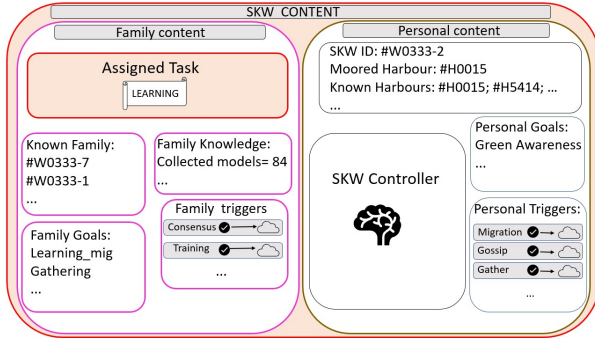 SKW CONTENT
Family content
Assigned Task
LEARNING
Known Family:
#W0333-7
#W0333-1
...
Family Knowledge:
Collected models= 84
...
Family Goals:
Learning_mig
Gathering
...
Family triggers
Consensus
Training
...
Personal content
SKW ID: #W0333-2
Moored Harbour: #H0015
Known Harbours: #H0015; #H5414; ...
...
SKW Controller
Personal Goals:
Green Awareness
...
Personal Triggers:
Migration
Gossip
Gather
...